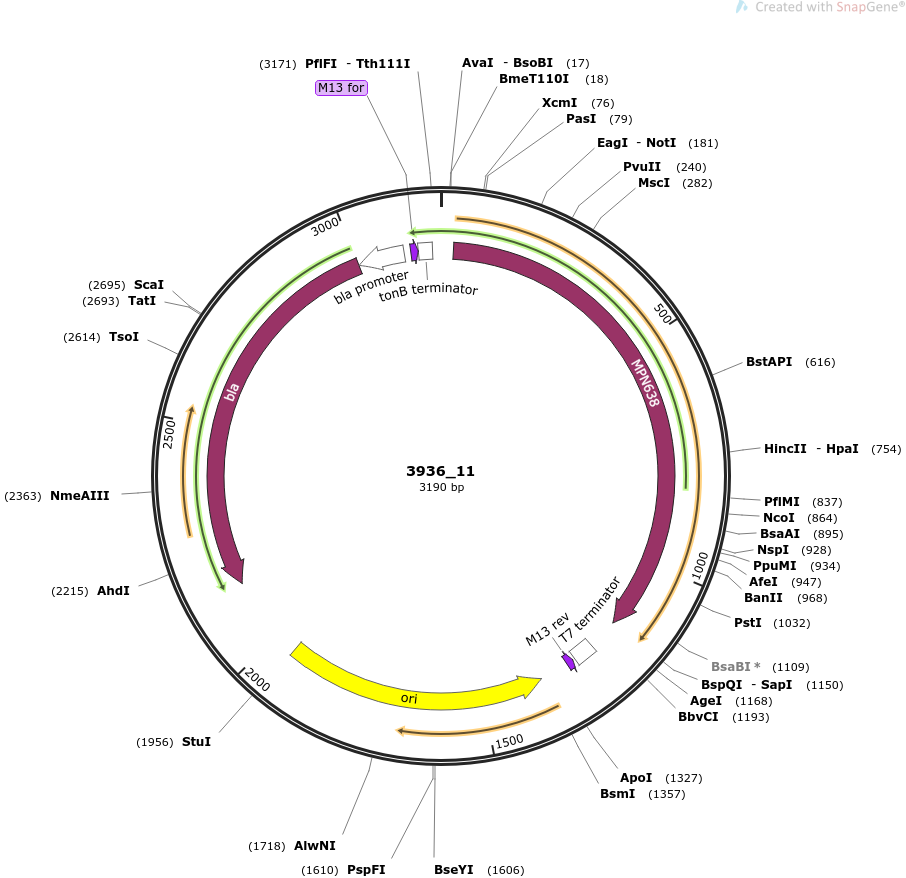 Created with SnapGene®
(3171) PflFI - Tth111I
M13 for
AvaI - BsoBI (17)
BmeT110I (18)
XcmI (76)
PasI (79)
EagI - NotI (181)
PvuII (240)
MscI (282)
3000
500
bla promoter
tonB terminator
(2695) ScaI
(2693) TatI
(2614) TsoI
BstAPI (616)
MPN638
bla
2500
HincII - HpaI (754)
3936_11
3190 bp
(2363) NmeAIII
PflMI (837)
NcoI (864)
BsaAI (895)
NspI (928)
PpuMI (934)
AfeI (947)
BanII (968)
1000
(2215) AhdI
PstI (1032)
M13 rev
T7 terminator
BsaBI * (1109)
BspQI - SapI (1150)
AgeI (1168)
BbvCI (1193)
2000
ori
(1956) StuI
1500
ApoI (1327)
BsmI (1357)
(1718) AlwNI
(1610) PspFI
BseYI (1606)